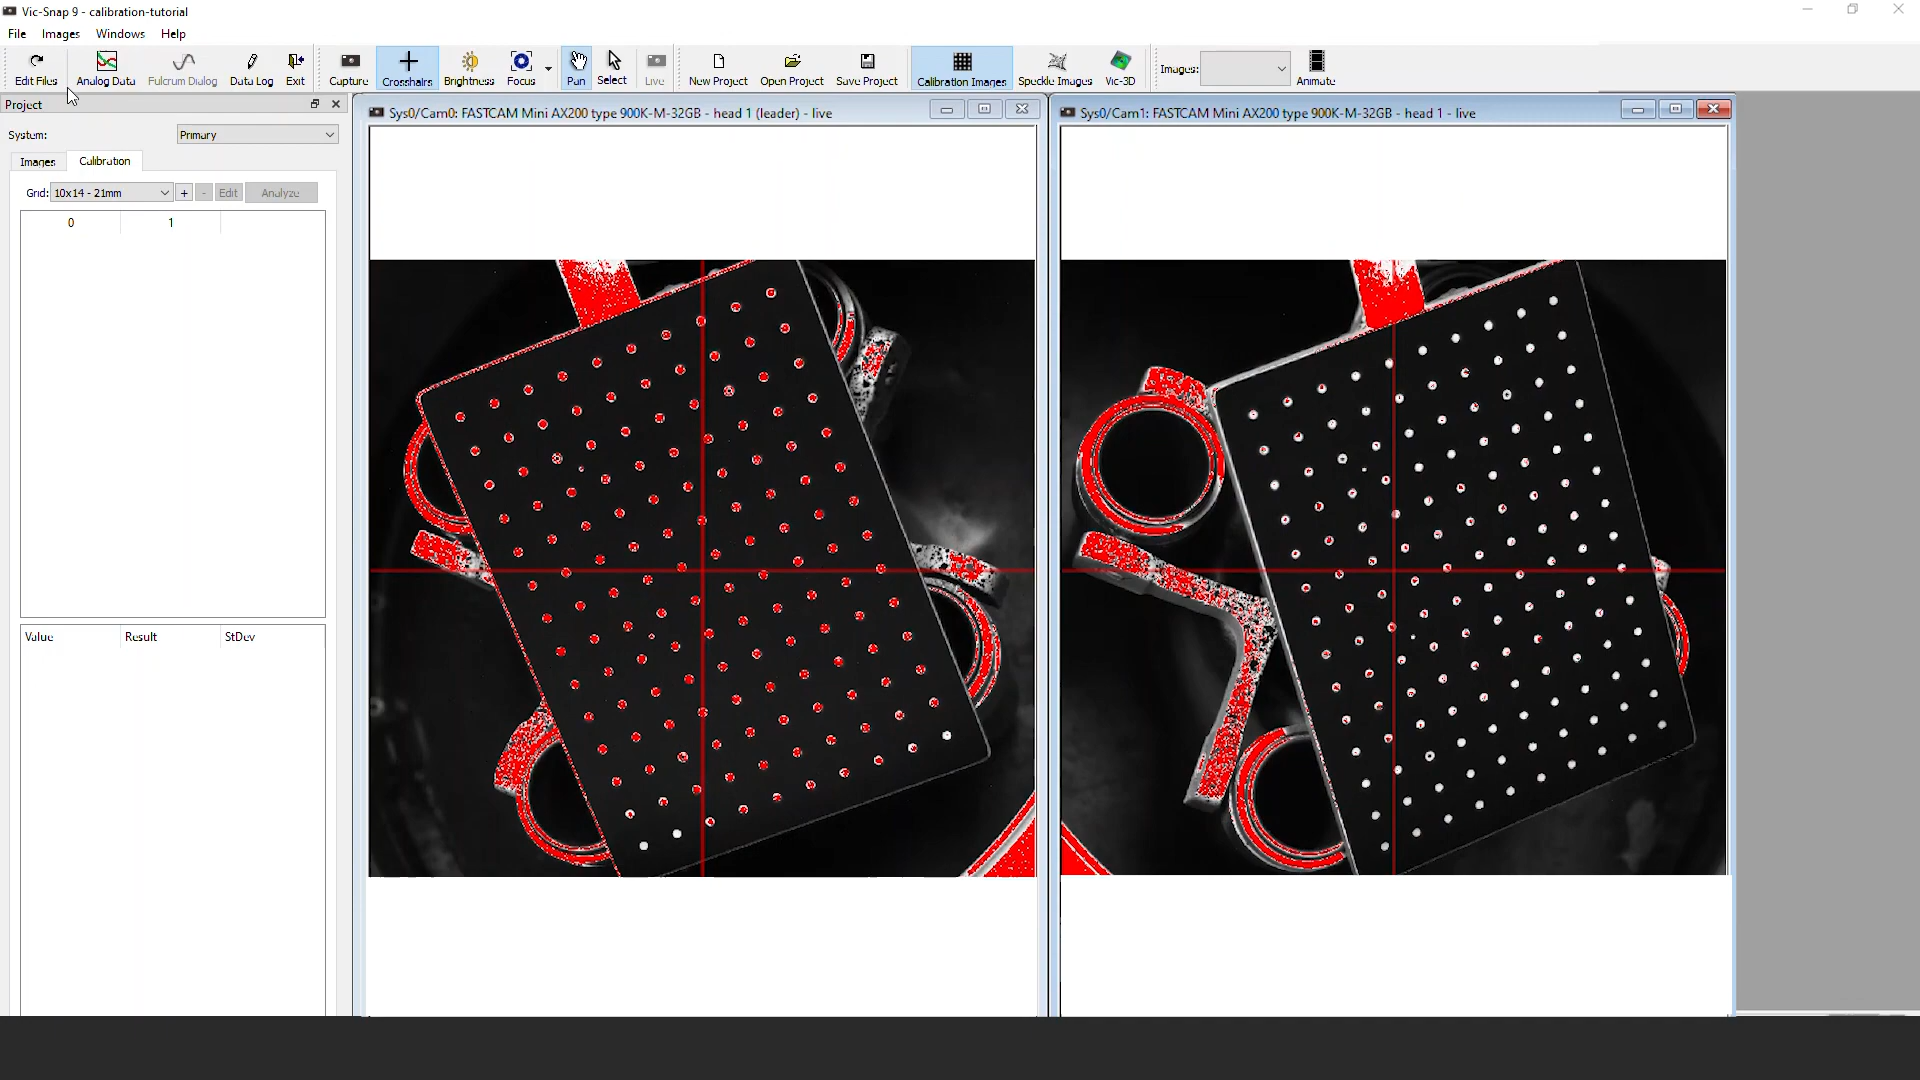 Vic-Snap 9 - calibration-tutorial
File Images Windows Help
Edit Files Analog Data Fulcrum Dialog Data Log Exit Capture Crosshairs Brightness Focus Pan Select Live New Project Open Project Save Project Calibration Images Speckle Images Vic-3D Images: Animate
Project
System: Primary
Images Calibration
Grid: 10x14 - 21mm + - Edit Analyze
0 1
Value Result StDev
Sys0/Cam0: FASTCAM Mini AX200 type 900K-M-32GB - head 1 (leader) - live
Sys0/Cam1: FASTCAM Mini AX200 type 900K-M-32GB - head 1 - live